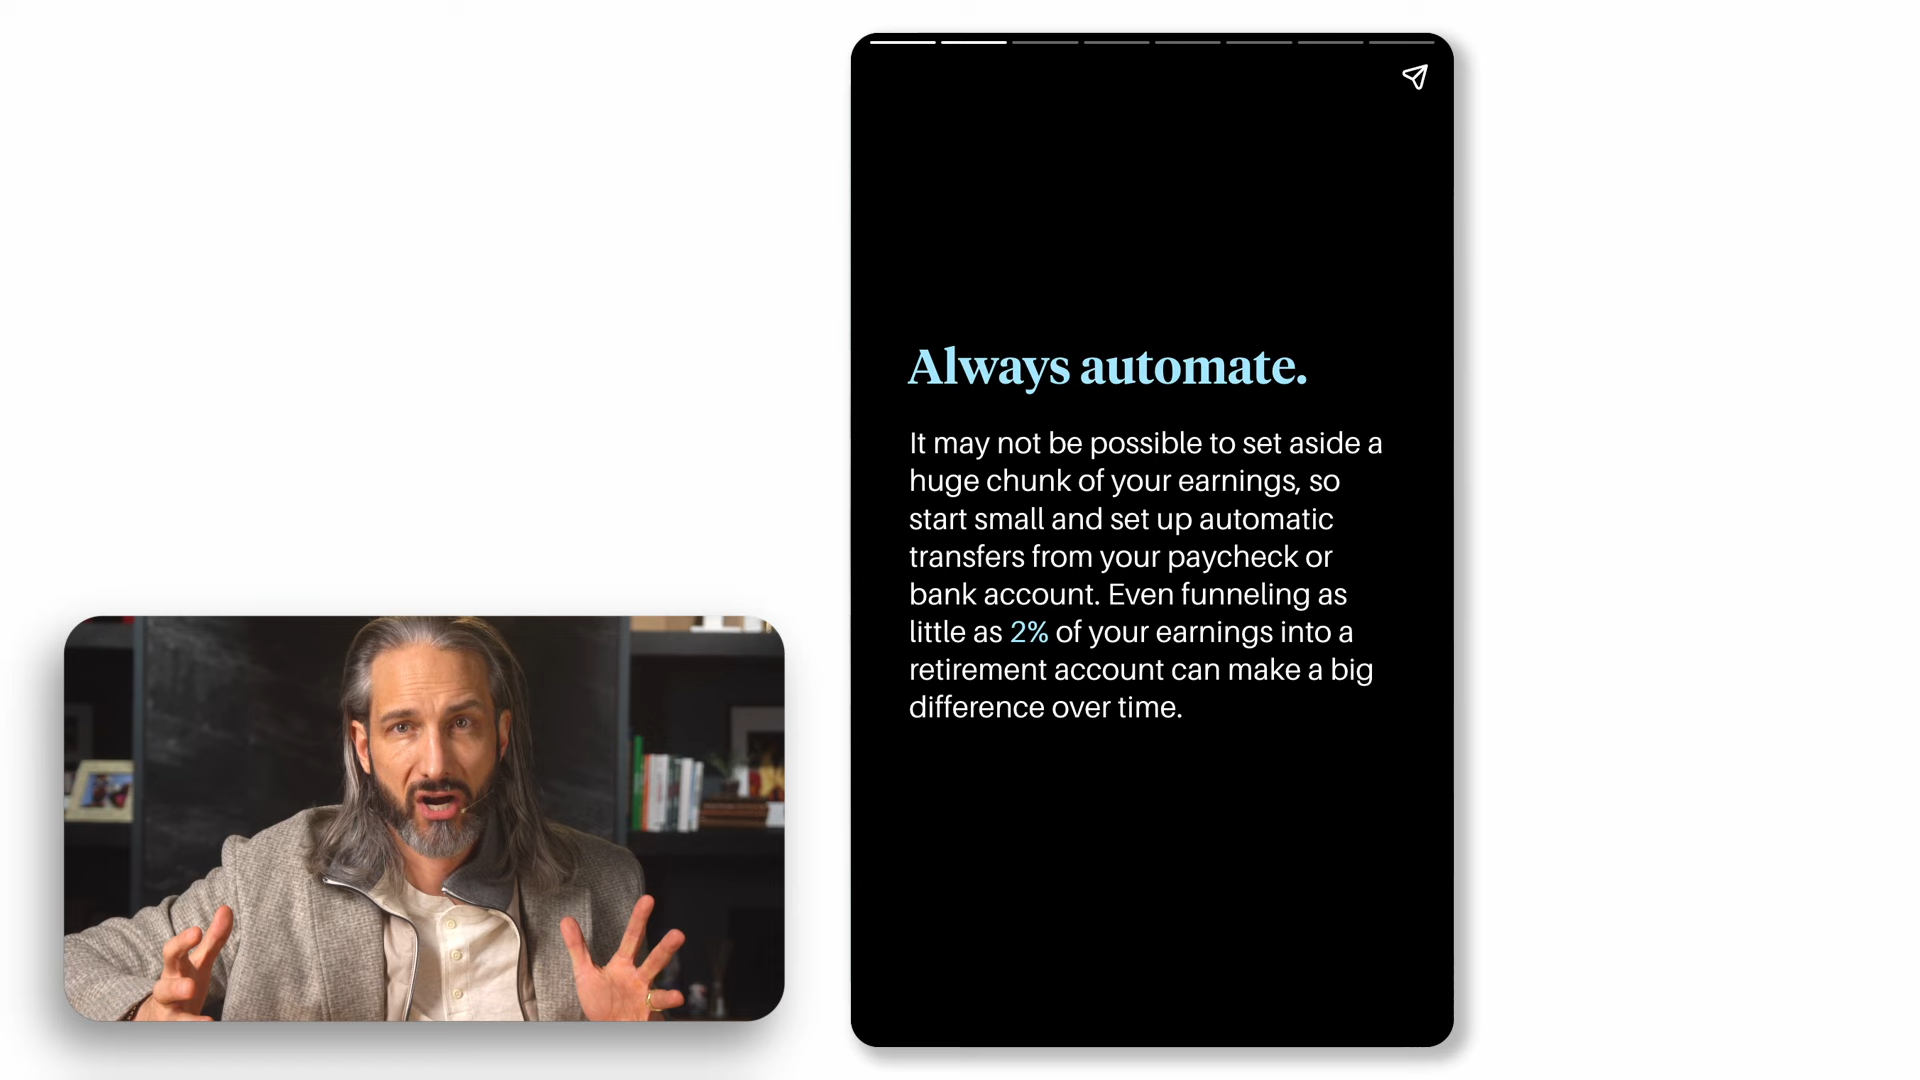 Always automate.
It may not be possible to set aside a
huge chunk of your earnings, so
start small and set up automatic
transfers from your paycheck or
bank account. Even funneling as
little as 2% of your earnings into a
retirement account can make a big
difference over time.